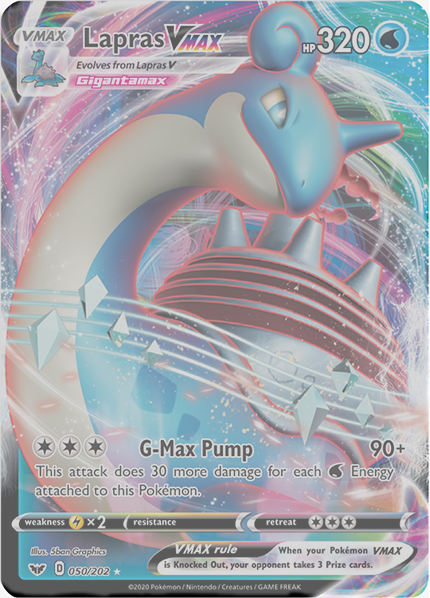 VMAX Lapras VMAX HP 320
Evolves from Lapras V
Gigantamax
G-Max Pump 90+
This attack does 30 more damage for each Energy
attached to this Pokémon.
weakness ×2 resistance retreat
Illus. 5ban Graphics VMAX rule When your Pokémon VMAX
is Knocked Out, your opponent takes 3 Prize cards.
D 050/202
©2020 Pokémon / Nintendo / Creatures / GAME FREAK